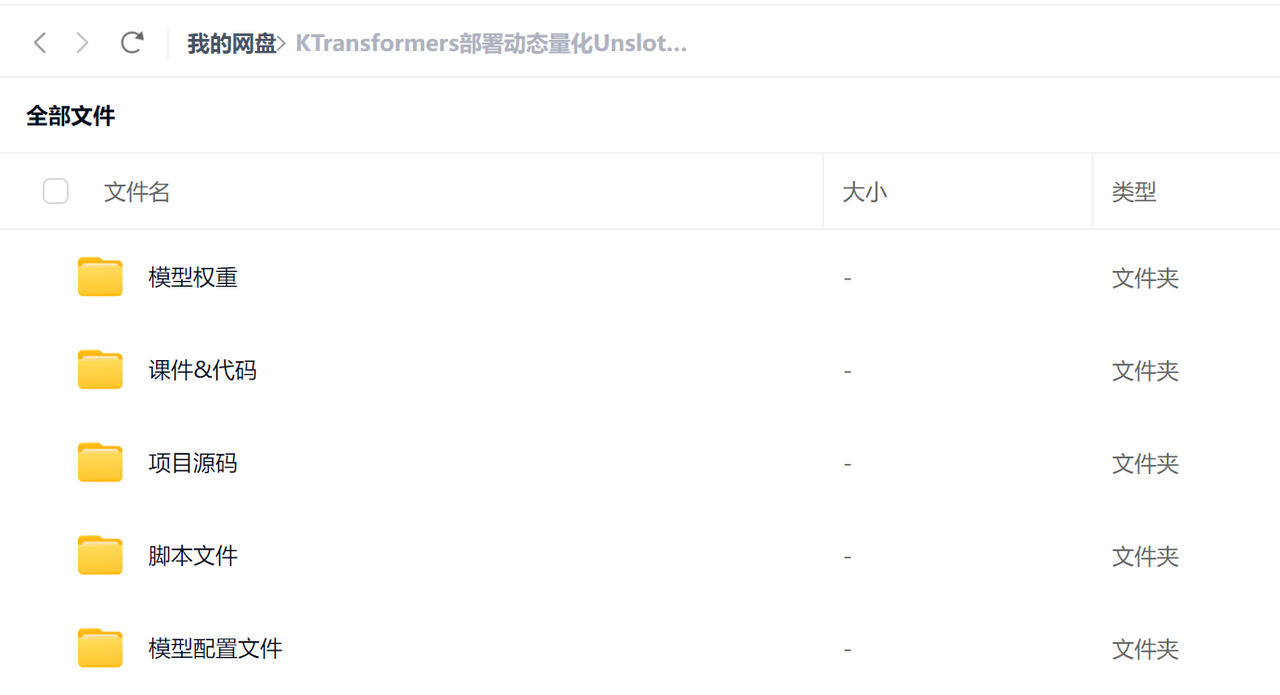 我的网盘> KTransformers部署动态量化Unslot...
全部文件
文件名 大小 类型
模型权重 - 文件夹
课件&代码 - 文件夹
项目源码 - 文件夹
脚本文件 - 文件夹
模型配置文件 - 文件夹